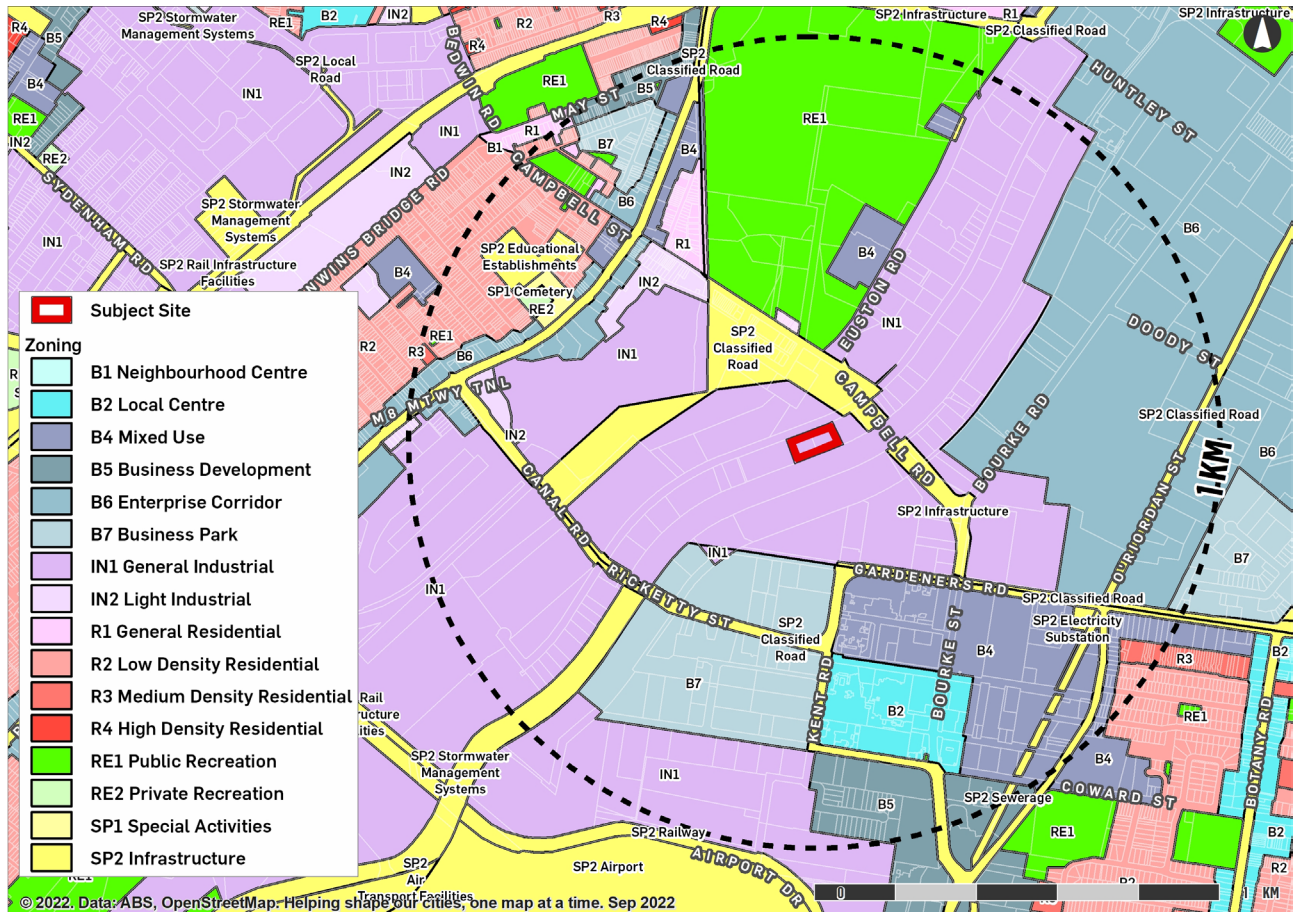 SP2 Stormwater
Management Systems
RE1
B2
IN2
R2
R3
R4
SP2 Infrastructure
R1
SP2 Classified Road
SP2 Infrastructure
R4
B5
B4
RE1
IN2
RE2
SP2 Local
Road
IN1
BEDWIN RD
R4
RE1
MAY ST
SP2
Classified Road
B5
HUNTLEY ST
IN1
R1
B1
B7
RE1
B4
CAMPBELL ST
IN2
B6
SYDENHAM RD
SP2 Stormwater
Management
Systems
IN1
SP2 Rail Infrastructure
Facilities
UNWINS BRIDGE RD
B4
SP2 Educational
Establishments
SP1 Cemetery
RE2
R1
IN2
B4
EUSTON RD
IN1
B6
DOODY ST
R2
R3
RE1
B6
IN1
SP2
Classified
Road
M8 MTWY TNL
IN2
CANAL RD
CAMPBELL RD
BOURKE RD
SP2 Classified Road
1 KM
B6
O'RIORDAN ST
SP2 Infrastructure
B7
IN1
IN1
RICKETTY ST
GARDENERS RD
SP2 Classified Road
SP2 Electricity
Substation
SP2
Classified
Road
BOURKE ST
B4
B2
R3
B7
KENT RD
B2
RE1
BOTANY RD
SP2 Stormwater
Management
Systems
IN1
B5
SP2 Sewerage
B4
COWARD ST
RE1
B2
R2
R2
SP2 Railway
SP2 Airport
AIRPORT DR
SP2
Air
Transport Facilities
Subject Site
Zoning
B1 Neighbourhood Centre
B2 Local Centre
B4 Mixed Use
B5 Business Development
B6 Enterprise Corridor
B7 Business Park
IN1 General Industrial
IN2 Light Industrial
R1 General Residential
R2 Low Density Residential
R3 Medium Density Residential
R4 High Density Residential
RE1 Public Recreation
RE2 Private Recreation
SP1 Special Activities
SP2 Infrastructure
© 2022. Data: ABS, OpenStreetMap. Helping shape our cities, one map at a time. Sep 2022
0
1 KM